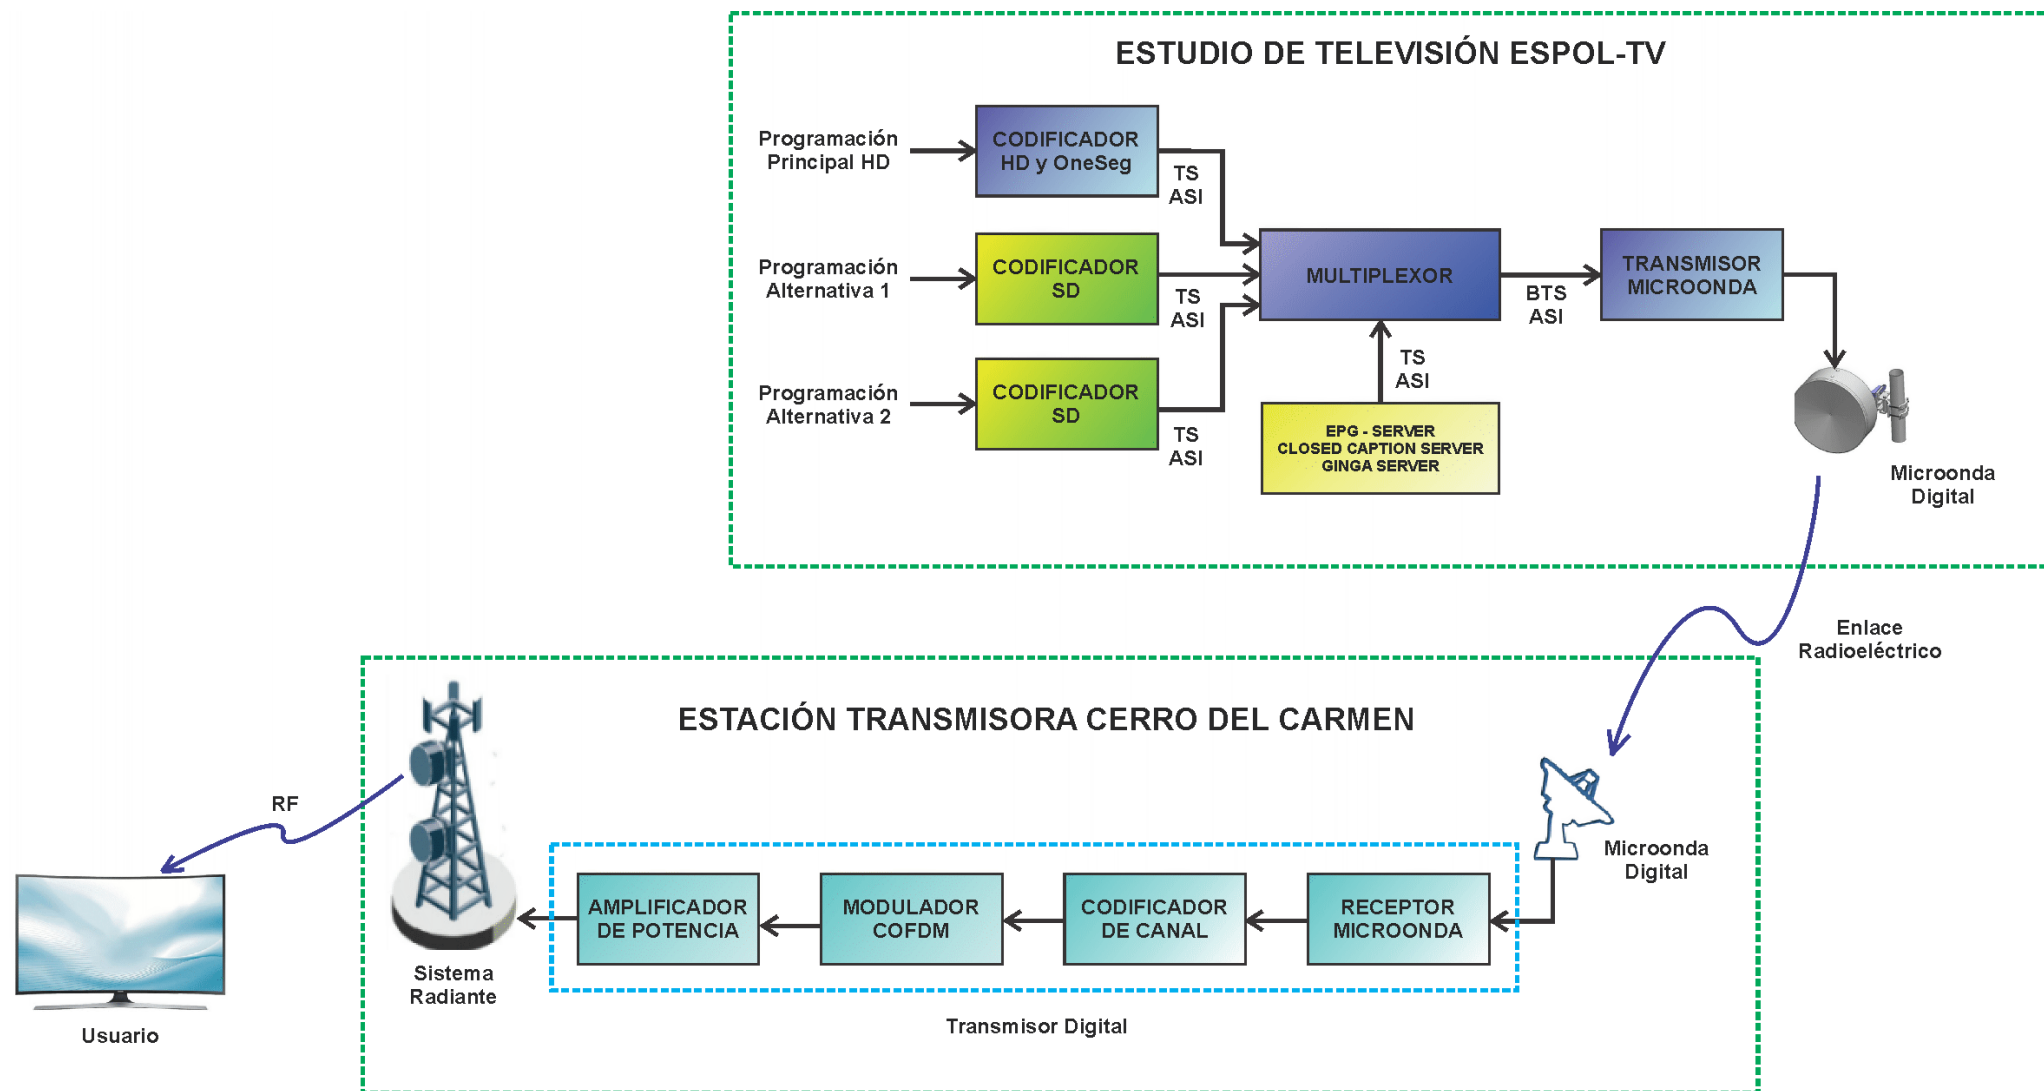 ESTUDIO DE TELEVISIÓN ESPOL-TV
Programación
Principal HD
CODIFICADOR
HD y OneSeg
TS
ASI
Programación
Alternativa 1
CODIFICADOR
SD
TS
ASI
MULTIPLEXOR
BTS
ASI
TRANSMISOR
MICROONDA
Programación
Alternativa 2
CODIFICADOR
SD
TS
ASI
TS
ASI
EPG - SERVER
CLOSED CAPTION SERVER
GINGA SERVER
Microonda
Digital
Enlace
Radioeléctrico
ESTACIÓN TRANSMISORA CERRO DEL CARMEN
RF
Microonda
Digital
AMPLIFICADOR
DE POTENCIA
MODULADOR
COFDM
CODIFICADOR
DE CANAL
RECEPTOR
MICROONDA
Sistema
Radiante
Transmisor Digital
Usuario